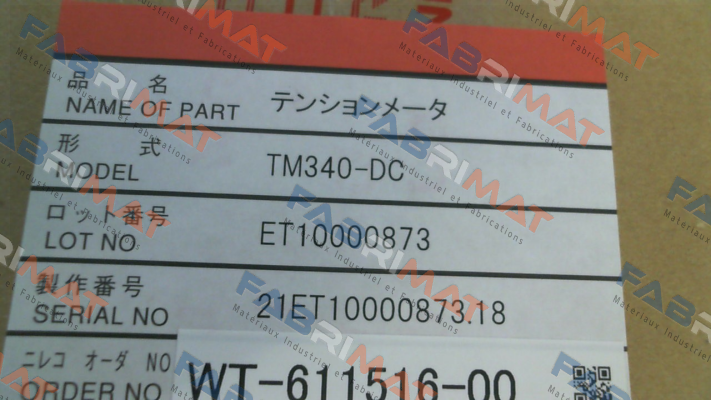 品 名
NAME OF PART テンションメータ
形 式
MODEL TM340-DC
ロット番号
LOT NO ET10000873
製作番号
SERIAL NO 21ET10000873.18
ニレコ オーダ NO
ORDER NO WT-611516-00
FABRIMAT
Materiaux Industriel et Fabrications